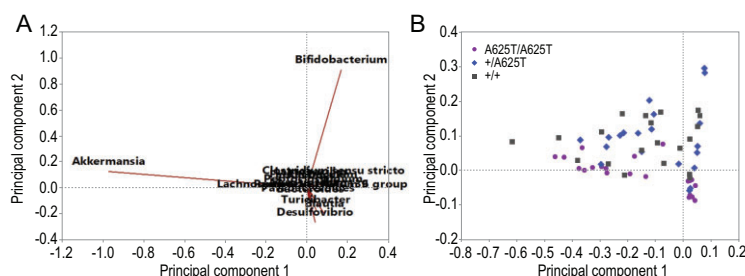 A
Principal component 2
1.2
1.0
0.8
0.6
0.4
0.2
0.0
-0.2
-0.4
Bifidobacterium
Akkermansia
stricto
group
Turicibacter
Desulfovibrio
-1.2 -1.0 -0.8 -0.6 -0.4 -0.2 0.0 0.2 0.4
Principal component 1
B
Principal component 2
0.4
0.3
0.2
0.1
0.0
-0.1
-0.2
A625T/A625T
+/A625T
+/+
-0.8 -0.7 -0.6 -0.5 -0.4 -0.3 -0.2 -0.1 0.0 0.1 0.2
Principal component 1